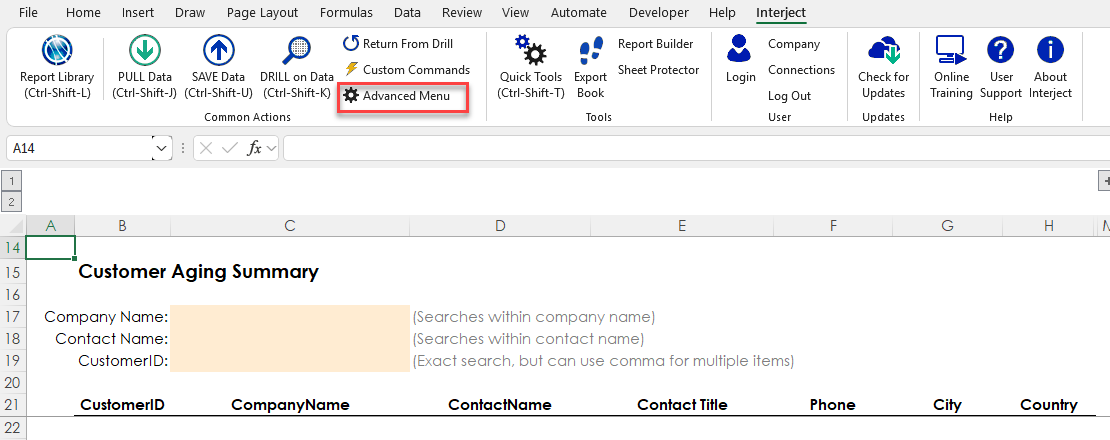 File Home Insert Draw Page Layout Formulas Data Review View Automate Developer Help Interject
Report Library
(Ctrl-Shift-L)
PULL Data
(Ctrl-Shift-J)
SAVE Data
(Ctrl-Shift-U)
DRILL on Data
(Ctrl-Shift-K)
Return From Drill
Custom Commands
Advanced Menu
Common Actions
Quick Tools
(Ctrl-Shift-T)
Export
Book
Report Builder
Sheet Protector
Tools
Login
Company
Connections
Log Out
User
Check for
Updates
Updates
Online
Training
User
Support
About
Interject
Help
A14 fx
1
2
A B C D E F G H M
14
15 Customer Aging Summary
16
17 Company Name: (Searches within company name)
18 Contact Name: (Searches within contact name)
19 CustomerID: (Exact search, but can use comma for multiple items)
20
21 CustomerID CompanyName ContactName Contact Title Phone City Country
22